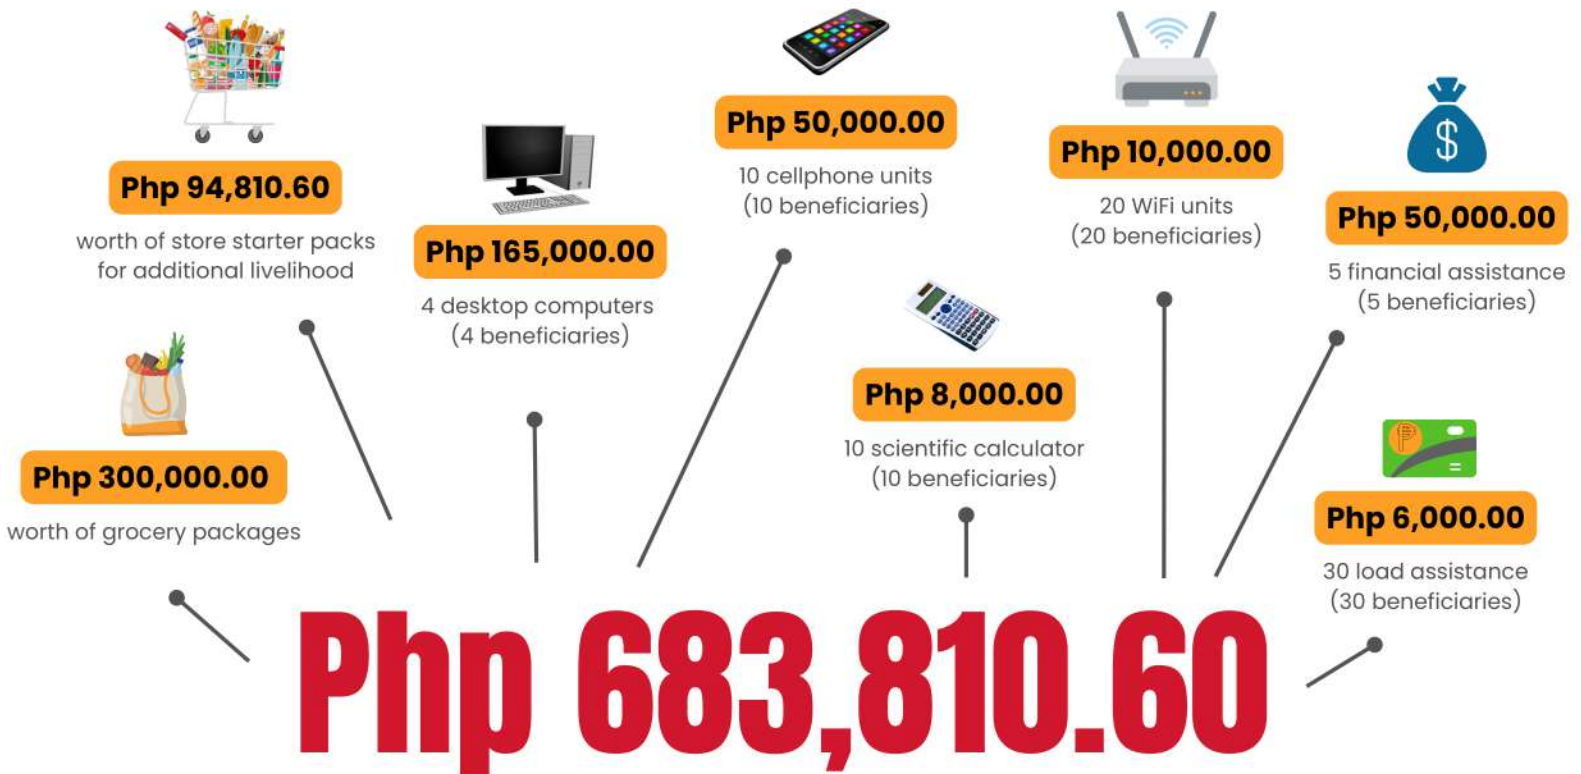 Php 94,810.60
worth of store starter packs
for additional livelihood
Php 300,000.00
worth of grocery packages
Php 165,000.00
4 desktop computers
(4 beneficiaries)
Php 50,000.00
10 cellphone units
(10 beneficiaries)
Php 8,000.00
10 scientific calculator
(10 beneficiaries)
Php 10,000.00
20 WiFi units
(20 beneficiaries)
$
Php 50,000.00
5 financial assistance
(5 beneficiaries)
Php 6,000.00
30 load assistance
(30 beneficiaries)
Php 683,810.60